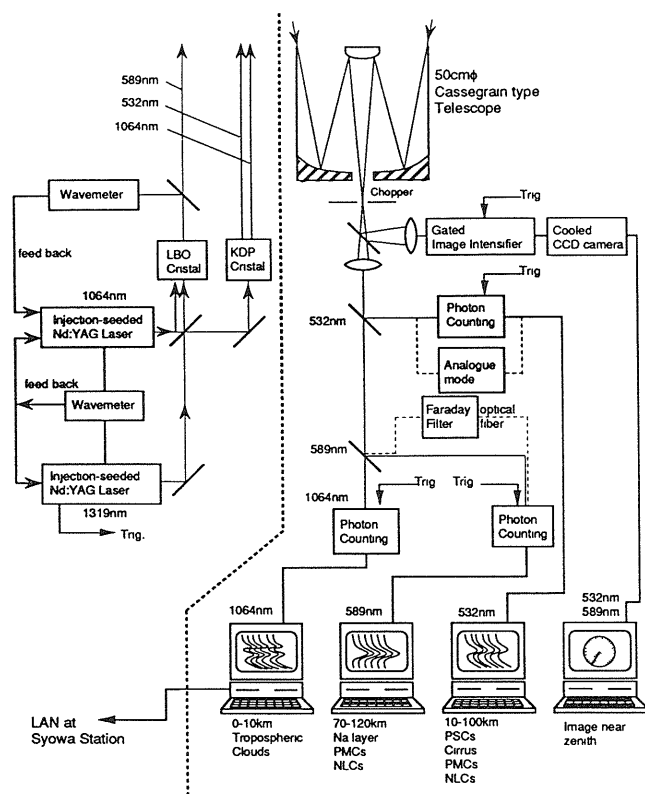 589nm
532nm
1064nm
Wavemeter
feed back
LBO
Cristal
KDP
Cristal
1064nm
Injection-seeded
Nd:YAG Laser
feed back
Wavemeter
Injection-seeded
Nd:YAG Laser
1319nm
Trig.
50cmϕ
Cassegrain type
Telescope
Chopper
Trig
Gated
Image Intensifier
Cooled
CCD camera
Trig
532nm
Photon
Counting
Analogue
mode
Faraday
Filter
optical
fiber
589nm
1064nm
Trig
Trig
Photon
Counting
Photon
Counting
1064nm
589nm
532nm
532nm
589nm
LAN at
Syowa Station
0-10km
Tropospheric
Clouds
70-120km
Na layer
PMCs
NLCs
10-100km
PSCs
Cirrus
PMCs
NLCs
Image near
zenith